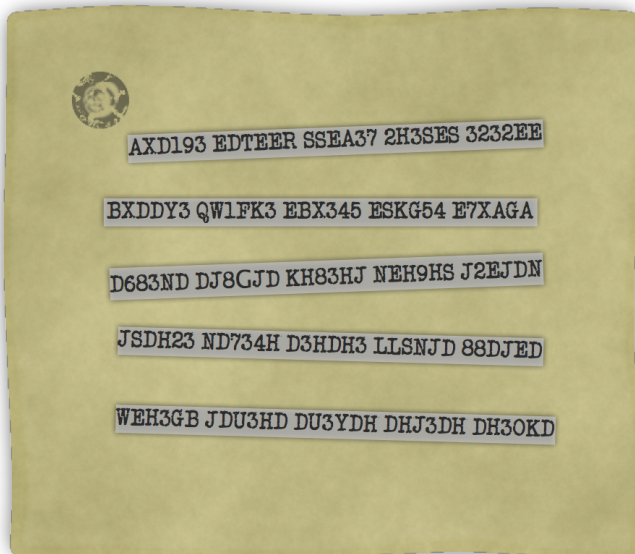 AXD193 EDTEER SSEA37 2H3SES 3232EE
BXDDY3 QW1FK3 EBX345 ESKG54 E7XAGA
D683ND DJ8GJD KH83HJ NEH9HS J2EJDN
JSDH23 ND734H D3HDH3 LLSNJD 88DJED
WEH3GB JDU3HD DU3YDH DHJ3DH DH3OKD